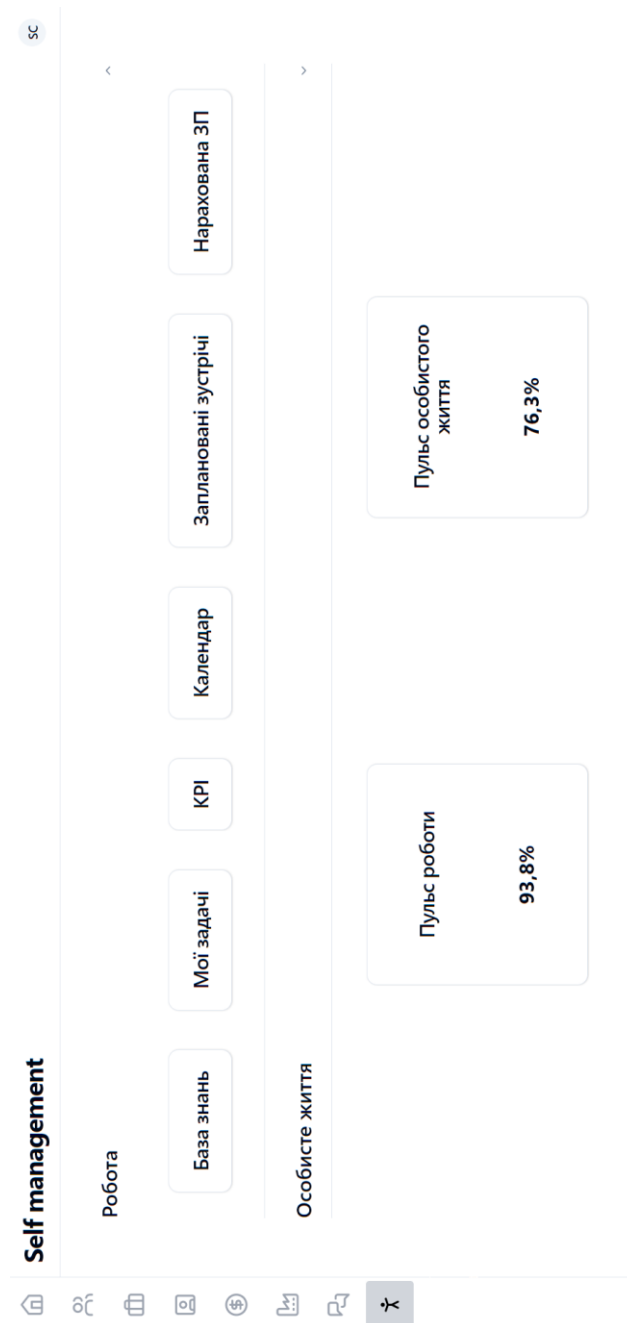 Self management
SC
Робота
База знань
Мої задачі
KPI
Календар
Заплановані зустрічі
Нарахована ЗП
Особисте життя
Пульс роботи
93,8%
Пульс особистого
життя
76,3%